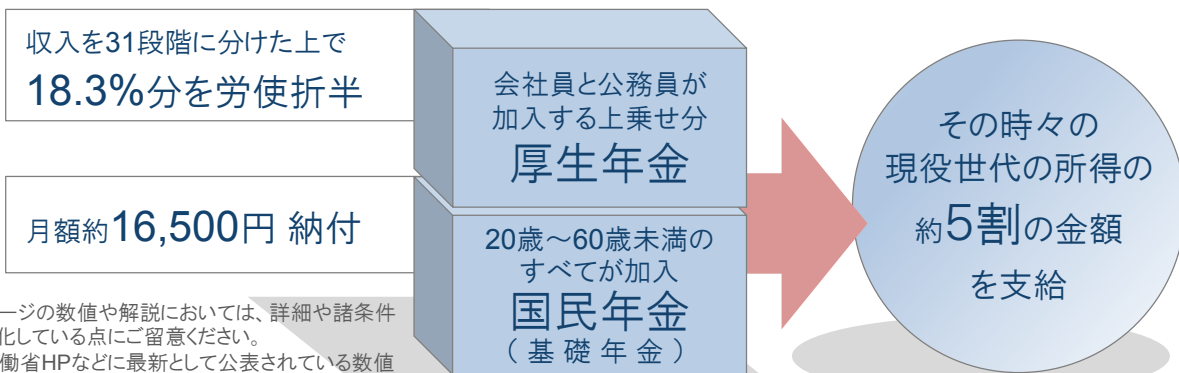 収入を31段階に分けた上で
18.3%分を労使折半
会社員と公務員が
加入する上乗せ分
厚生年金
月額約16,500円 納付
20歳～60歳未満の
すべてが加入
国民年金
(基礎年金)
その時々の
現役世代の所得の
約5割の金額
を支給
ージの数値や解説においては、詳細や諸条件
化している点にご留意ください。
働省HPなどに最新として公表されている数値